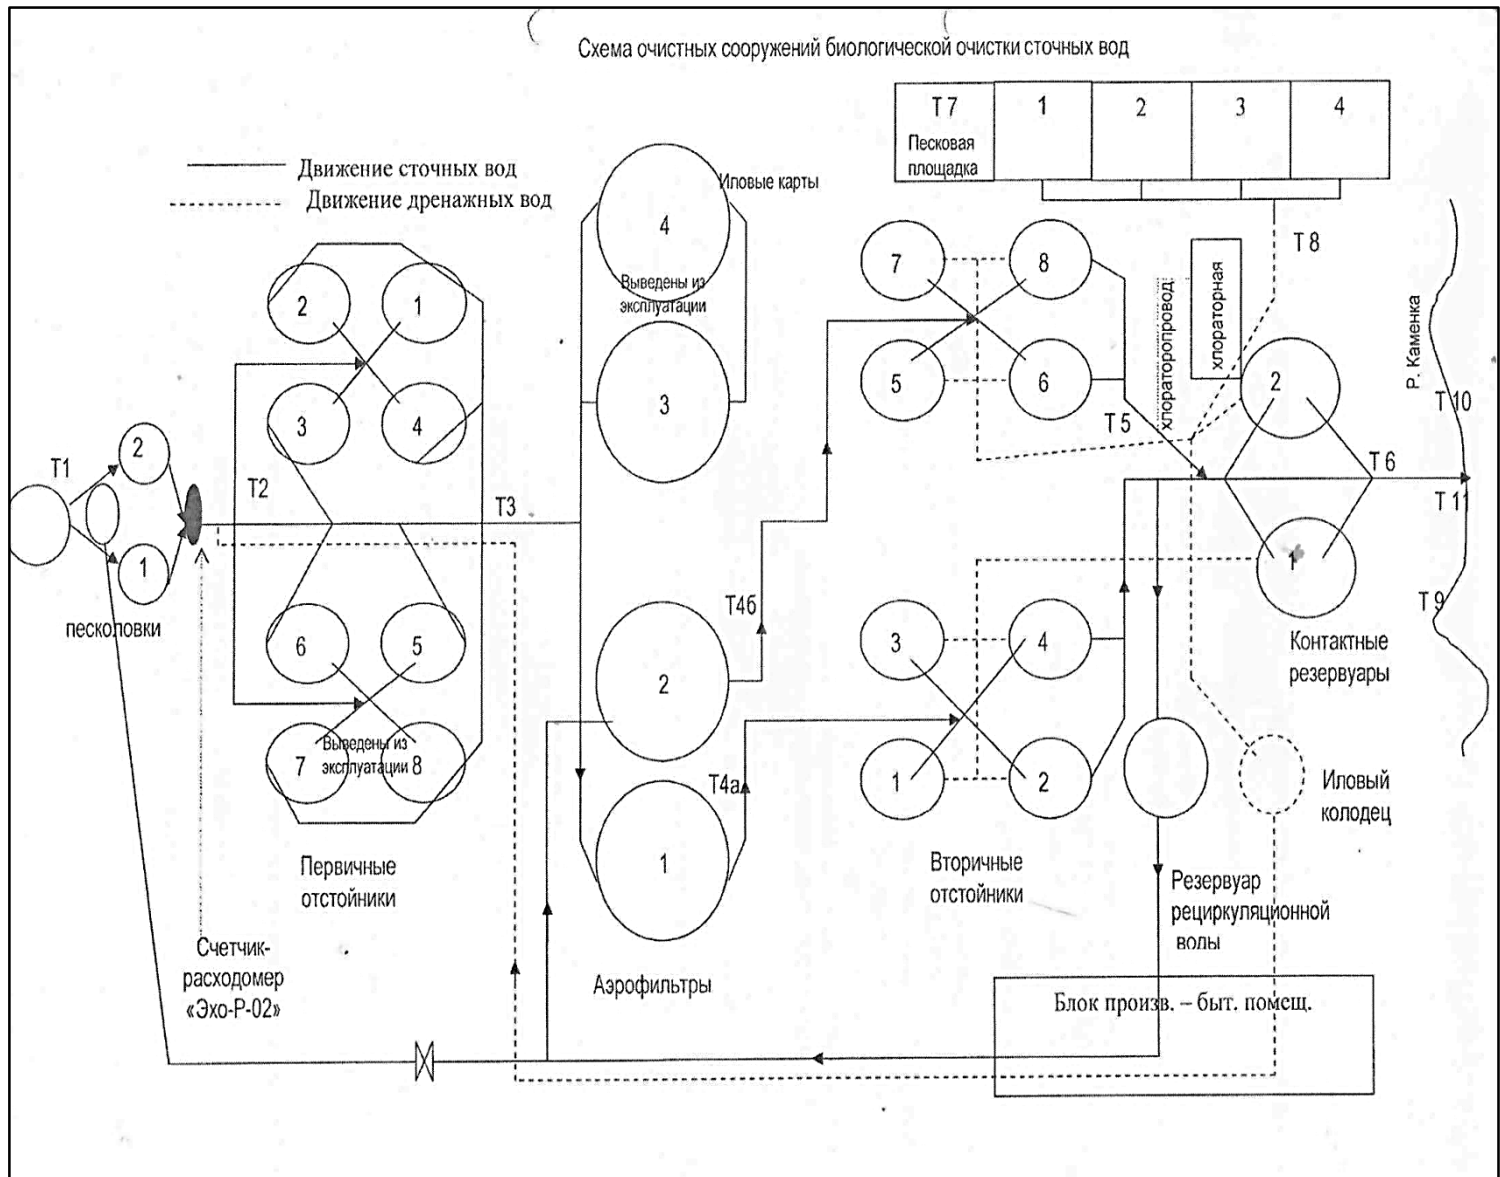 Схема очистных сооружений биологической очистки сточных вод
Т 7
1
2
3
4
Песковая
площадка
Движение сточных вод
Движение дренажных вод
Иловые карты
4
Выведены из
эксплуатации
3
2
1
3
4
7
8
5
6
Т 8
хлораторная
хлораторопровод
Р. Каменка
Т 10
Т5
2
Т 6
Т 11
Т1
2
1
песколовки
Т2
Т3
6
5
7
8
Выведены из
эксплуатации
Первичные
отстойники
Счетчик-
расходомер
«Эхо-Р-02»
Т4б
2
Т4а
1
Аэрофильтры
3
4
1
2
Вторичные
отстойники
1
Т 9
Контактные
резервуары
Иловый
колодец
Резервуар
рециркуляционной
воды
Блок произв. – быт. помещ.